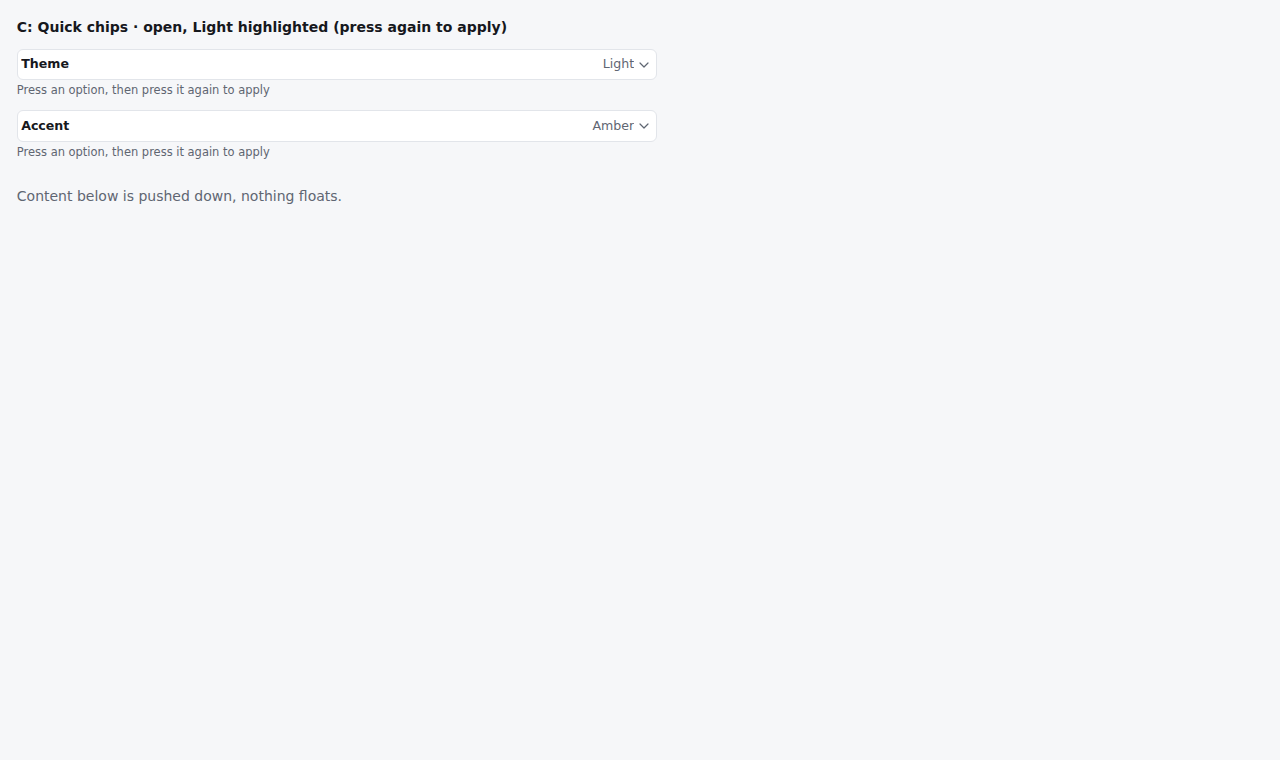 C: Quick chips · open, Light highlighted (press again to apply)
Theme Light
Press an option, then press it again to apply
Accent Amber
Press an option, then press it again to apply
Content below is pushed down, nothing floats.